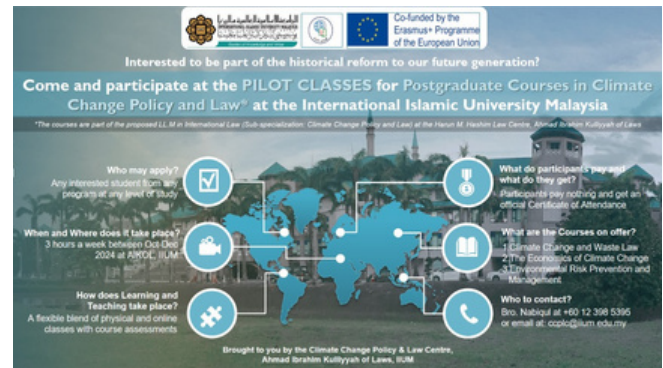 الجامعة الإسلامية العالمية ماليزيا
INTERNATIONAL ISLAMIC UNIVERSITY MALAYSIA
Co-funded by the
Erasmus+ Programme
of the European Union
Interested to be part of the historical reform to our future generation?
Come and participate at the PILOT CLASSES for Postgraduate Courses in Climate
Change Policy and Law* at the International Islamic University Malaysia
*The courses are part of the proposed LL.M in International Law (Sub-specialization: Climate Change Policy and Law) at the Harun M. Hashim Law Centre, Ahmad Ibrahim Kulliyyah of Laws
Who may apply?
Any interested student from any
program at any level of study
When and Where does it take place?
3 hours a week between Oct-Dec
2024 at AIKOL, IIUM
How does Learning and
Teaching take place?
A flexible blend of physical and online
classes with course assessments
What do participants pay and
what do they get?
Participants pay nothing and get an
official Certificate of Attendance
What are the Courses on offer?
1.Climate Change and Waste Law
2.The Economics of Climate Change
3.Environmental Risk Prevention and
Management
Who to contact?
Bro. Nabiqul at +60 12 398 5395
or email at: ccplc@iium.edu.my
Brought to you by the Climate Change Policy & Law Centre,
Ahmad Ibrahim Kulliyyah of Laws, IIUM